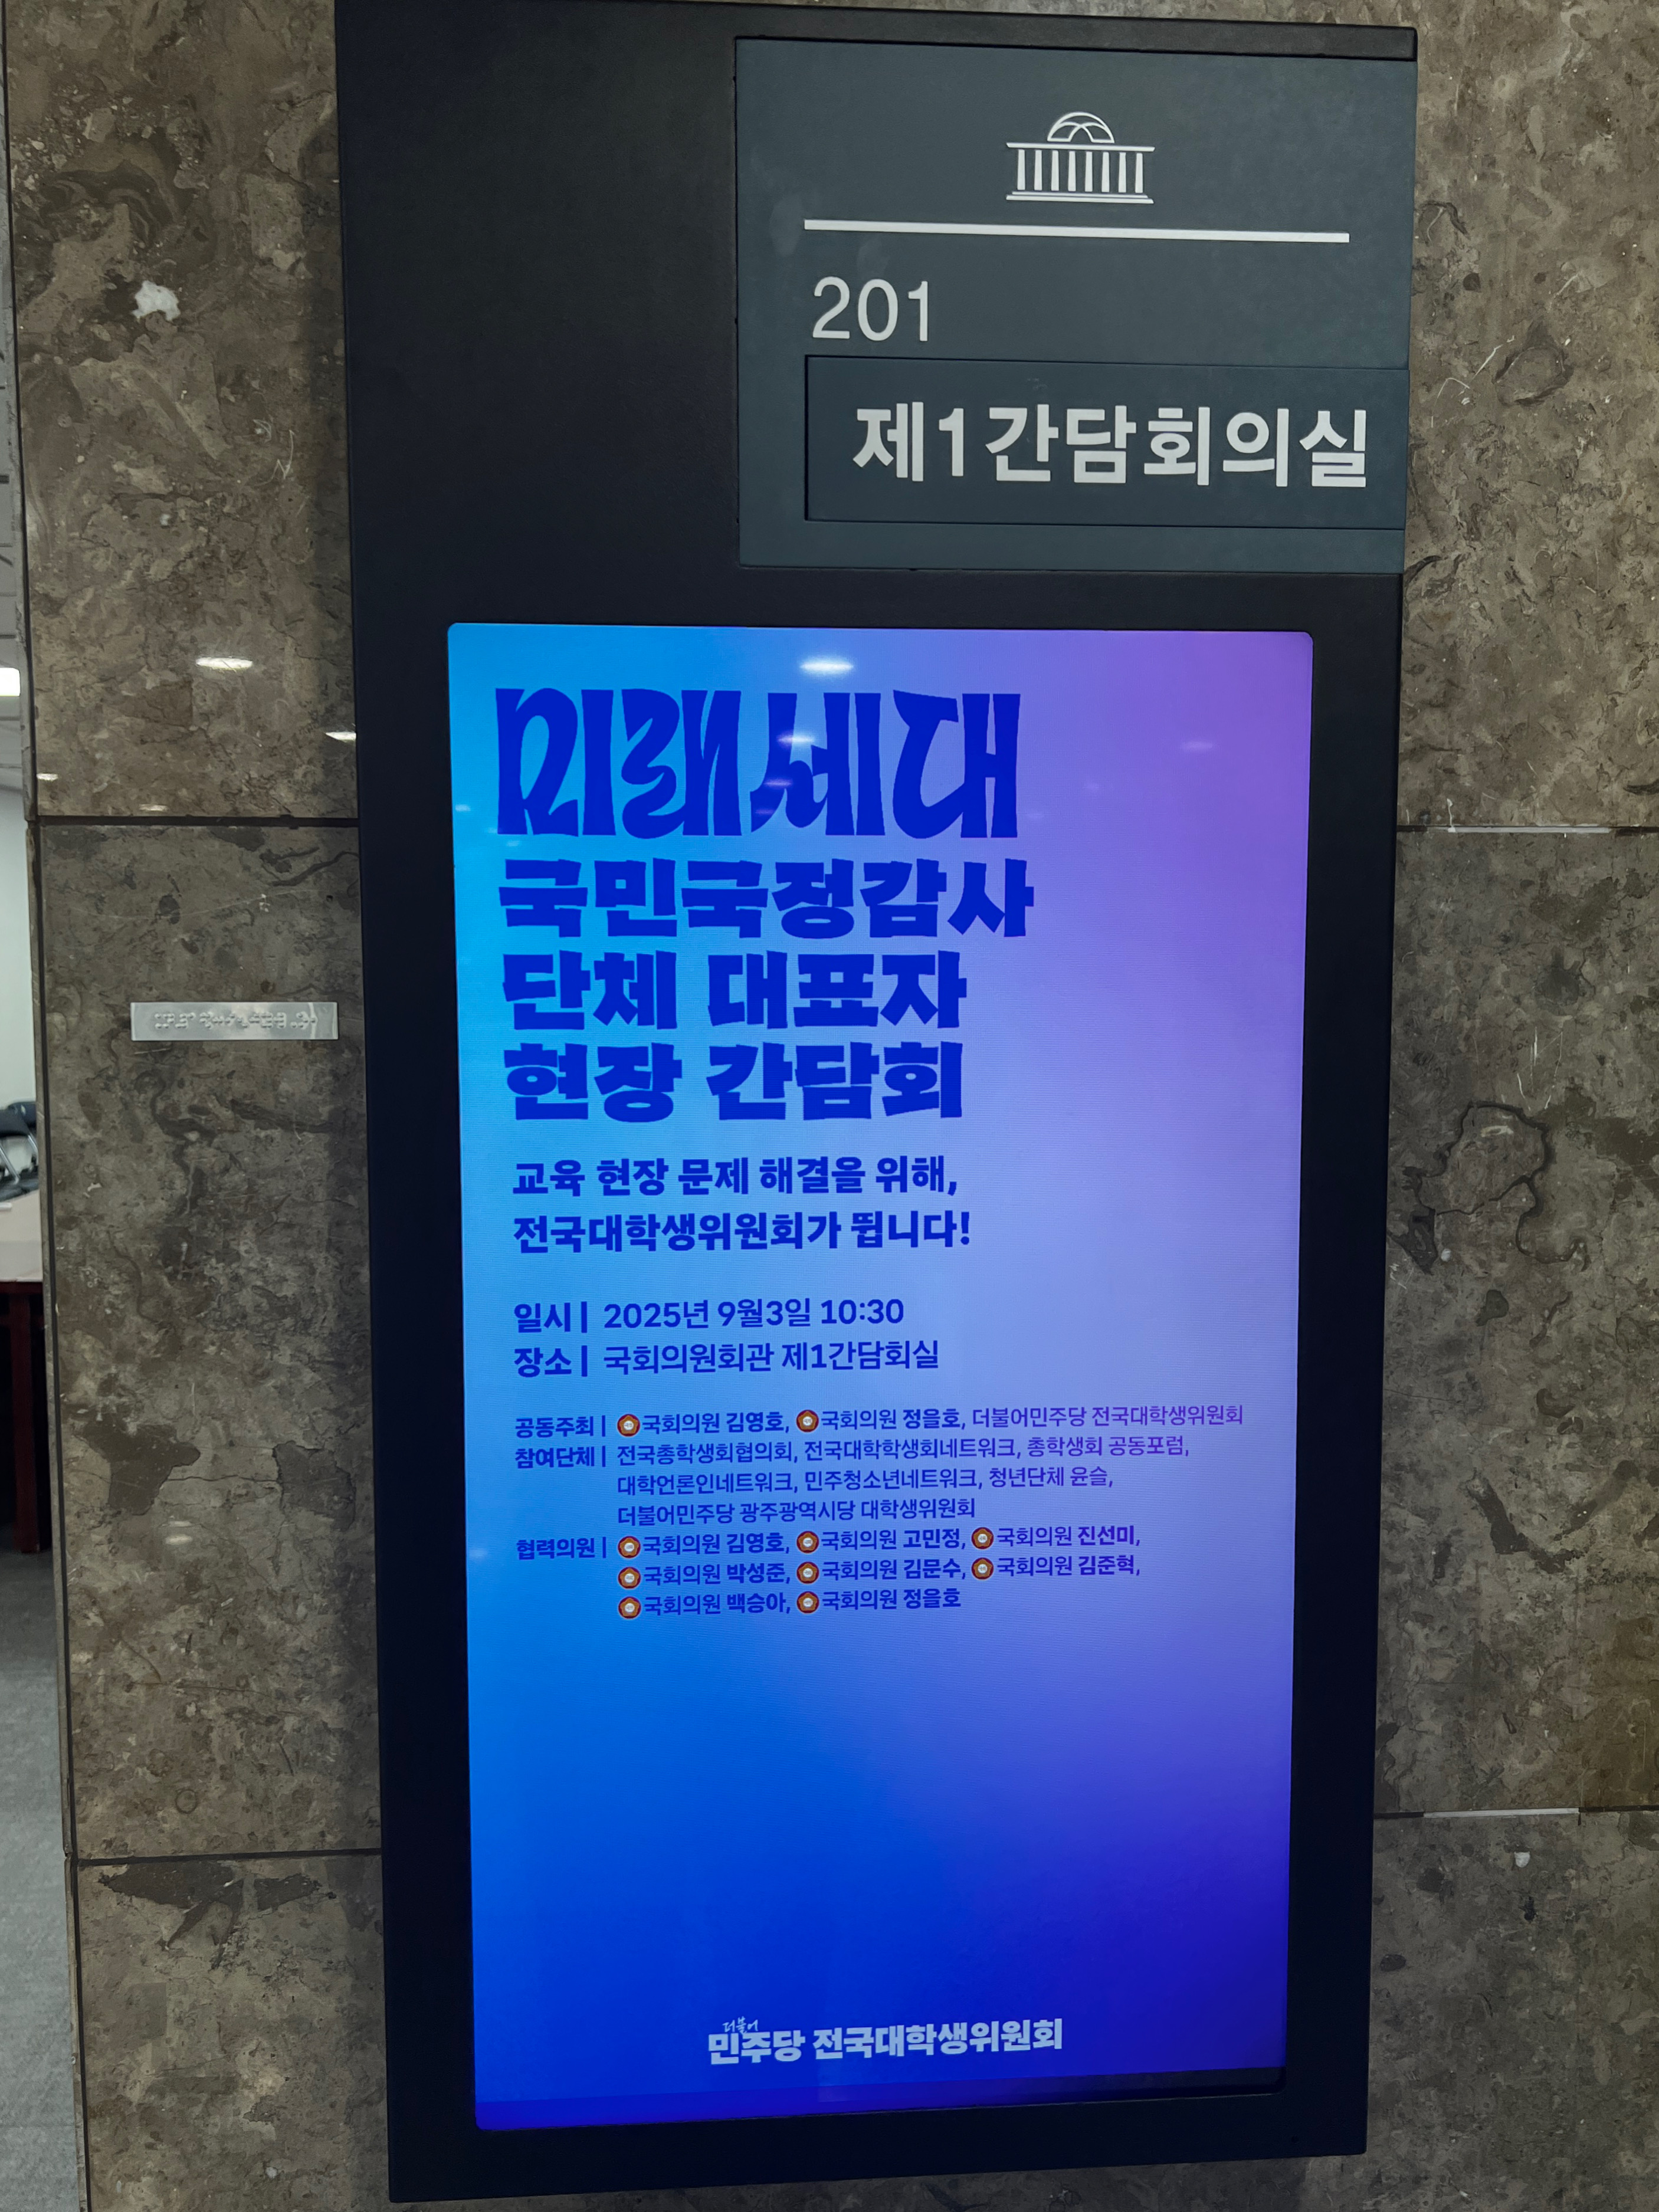 201
제1간담회의실
미래세대
국민국정감사
단체 대표자
현장 간담회
교육 현장 문제 해결을 위해,
전국대학생위원회가 뜁니다!
일시 | 2025년 9월3일 10:30
장소 | 국회의원회관 제1간담회실
공동주최 | 국회의원 김영호, 국회의원 정을호, 더불어민주당 전국대학생위원회
참여단체 | 전국총학생회협의회, 전국대학학생회네트워크, 총학생회 공동포럼,
대학언론인네트워크, 민주청소년네트워크, 청년단체 윤슬,
더불어민주당 광주광역시당 대학생위원회
협력의원 | 국회의원 김영호, 국회의원 고민정, 국회의원 진선미,
국회의원 박성준, 국회의원 김문수, 국회의원 김준혁,
국회의원 백승아, 국회의원 정을호
더불어
민주당 전국대학생위원회